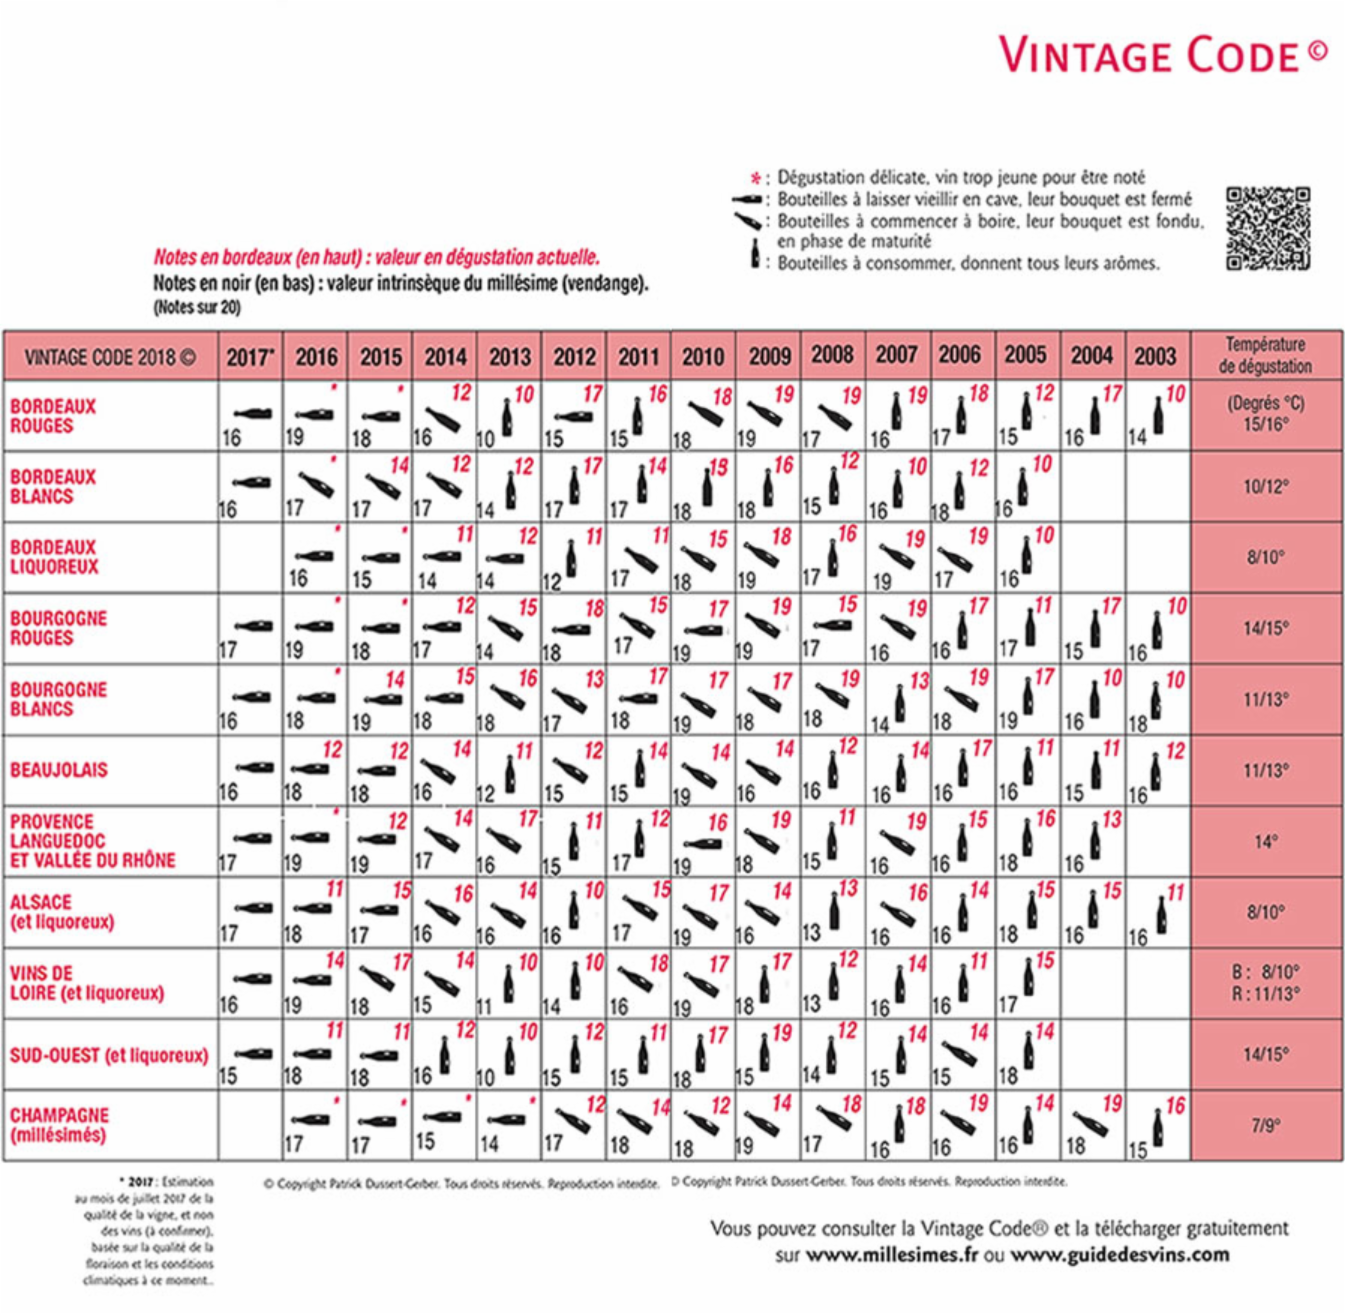 VINTAGE CODE©
* : Dégustation délicate, vin trop jeune pour être noté
: Bouteilles à laisser vieillir en cave, leur bouquet est fermé
: Bouteilles à commencer à boire, leur bouquet est fondu,
en phase de maturité
: Bouteilles à consommer, donnent tous leurs arômes.
Notes en bordeaux (en haut) : valeur en dégustation actuelle.
Notes en noir (en bas) : valeur intrinsèque du millésime (vendange).
(Notes sur 20)
VINTAGE CODE 2018 © 2017* 2016 2015 2014 2013 2012 2011 2010 2009 2008 2007 2006 2005 2004 2003 Température
de dégustation
* * 12 10 17 16 18 19 19 19 18 12 17 10
BORDEAUX
ROUGES
(Degrés °C)
15/16°
16 19 18 16 10 15 15 18 19 17 16 17 15 16 14
* 14 12 12 17 14 19 16 12 10 12 10
BORDEAUX
BLANCS
10/12°
16 17 17 17 14 17 17 18 18 15 16 18 16
* * 11 12 11 11 15 18 16 19 19 10
BORDEAUX
LIQUOREUX
8/10°
16 15 14 14 12 17 18 19 17 19 17 16
* * 12 15 18 15 17 19 15 19 17 11 17 10
BOURGOGNE
ROUGES
14/15°
17 19 18 17 14 18 17 19 19 17 16 16 17 15 16
* 14 15 16 13 17 17 17 19 13 19 17 10 10
BOURGOGNE
BLANCS
11/13°
16 18 19 18 18 17 18 19 18 18 14 18 19 16 18
12 12 14 11 12 14 14 14 12 14 17 11 11 12
BEAUJOLAIS
11/13°
16 18 18 16 12 15 15 19 16 16 16 16 16 15 16
* 12 14 17 11 12 16 19 11 19 15 16 13
PROVENCE
LANGUEDOC
ET VALLÉE DU RHÔNE
14°
17 19 19 17 16 15 17 19 18 15 16 16 18 16
11 15 16 14 10 15 17 14 13 16 14 15 15 11
ALSACE
(et liquoreux)
8/10°
17 18 17 16 16 16 17 19 16 13 16 16 18 16 16
14 17 14 10 10 18 17 17 12 14 11 15
VINS DE
LOIRE (et liquoreux)
B : 8/10°
R : 11/13°
16 19 18 15 11 14 16 19 18 13 16 16 17
11 11 12 10 12 11 17 19 12 14 14 14
SUD-OUEST (et liquoreux)
14/15°
15 18 18 16 10 15 15 18 15 14 15 15 18
* * * * 12 14 12 14 18 18 19 14 19 16
CHAMPAGNE
(millésimés)
7/9°
17 17 15 14 17 18 18 19 17 16 16 16 18 15
* 2017 : Estimation
au mois de juillet 2017 de la
qualité de la vigne, et non
des vins (à confirmer),
basée sur la qualité de la
floraison et les conditions
climatiques à ce moment..
© Copyright Patrick Dussert-Gerber. Tous droits réservés. Reproduction interdite.
D Copyright Patrick Dussert-Gerber. Tous droits réservés. Reproduction interdite.
Vous pouvez consulter la Vintage Code® et la télécharger gratuitement
sur www.millesimes.fr ou www.guidedesvins.com